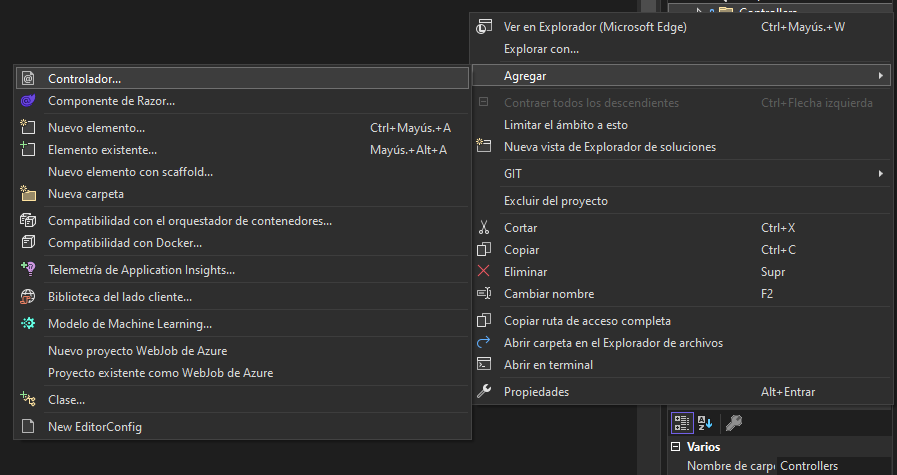 Controllers
Ver en Explorador (Microsoft Edge) Ctrl+Mayús.+W
Explorar con...
Agregar
Contraer todos los descendientes Ctrl+Flecha izquierda
Limitar el ámbito a esto
Nueva vista de Explorador de soluciones
GIT
Excluir del proyecto
Cortar Ctrl+X
Copiar Ctrl+C
Eliminar Supr
Cambiar nombre F2
Copiar ruta de acceso completa
Abrir carpeta en el Explorador de archivos
Abrir en terminal
Propiedades Alt+Entrar
Controlador...
Componente de Razor...
Nuevo elemento... Ctrl+Mayús.+A
Elemento existente... Mayús.+Alt+A
Nuevo elemento con scaffold...
Nueva carpeta
Compatibilidad con el orquestador de contenedores...
Compatibilidad con Docker...
Telemetría de Application Insights...
Biblioteca del lado cliente...
Modelo de Machine Learning...
Nuevo proyecto WebJob de Azure
Proyecto existente como WebJob de Azure
Clase...
New EditorConfig
Varios
Nombre de carpe Controllers